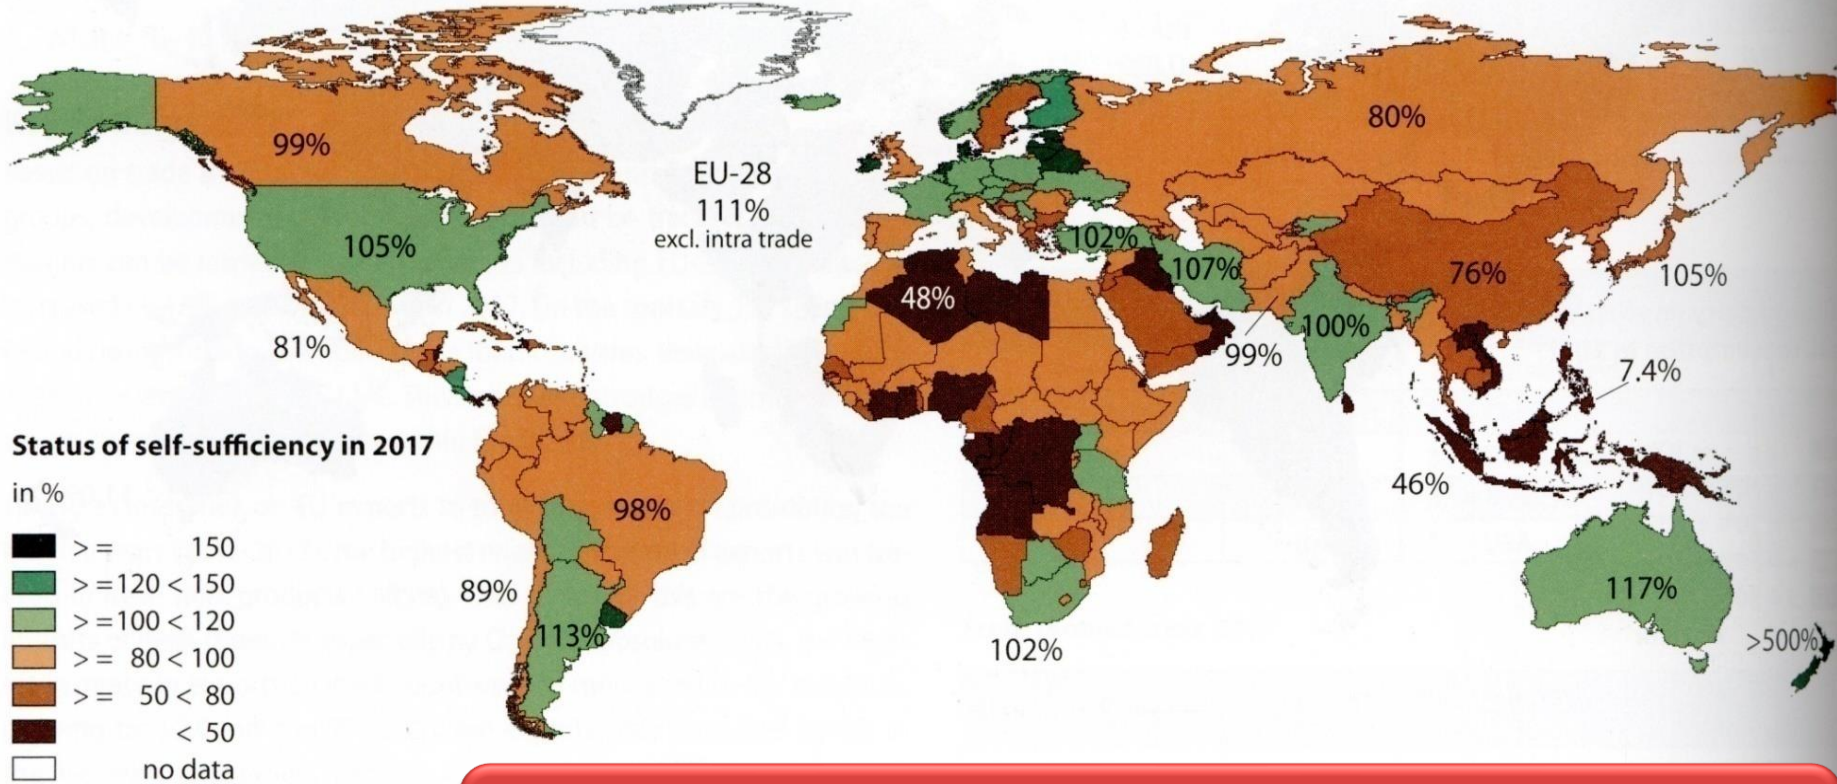 99%
80%
EU-28
111%
excl. intra trade
105%
102%
107%
76%
105%
48%
100%
99%
81%
7.4%
46%
Status of self-sufficiency in 2017
in %
98%
>= 150
>=120 < 150
>=100 < 120
>= 80 < 100
>= 50 < 80
< 50
no data
89%
113%
102%
117%
>500%